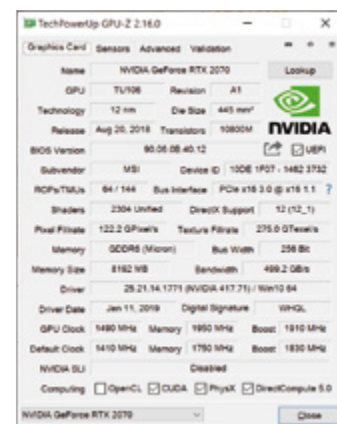 TechPowerUp GPU-Z 2.16.0
Graphics Card Sensors Advanced Validation
Name NVIDIA GeForce RTX 2070 Lookup
GPU TU106 Revision A1
Technology 12 nm Die Size 445 mm²
Release Aug 20, 2018 Transistors 10800M NVIDIA
BIOS Version 90.06.0B.40.12 UEFI
Subvendor MSI Device ID 10DE 1F07 - 1462 3732
ROPs/TMUs 64 / 144 Bus Interface PCIe x16 3.0 @ x16 1.1 ?
Shaders 2304 Unified DirectX Support 12 (12_1)
Pixel Fillrate 122.2 GPixel/s Texture Fillrate 275.0 GTexel/s
Memory GDDR6 (Micron) Bus Width 256 Bit
Memory Size 8192 MB Bandwidth 499.2 GB/s
Driver 25.21.14.1771 (NVIDIA 417.71) / Win10 64
Driver Date Jan 11, 2019 Digital Signature WHQL
GPU Clock 1490 MHz Memory 1950 MHz Boost 1910 MHz
Default Clock 1410 MHz Memory 1750 MHz Boost 1830 MHz
NVIDIA SLI Disabled
Computing OpenCL CUDA PhysX DirectCompute 5.0
NVIDIA GeForce RTX 2070 Close